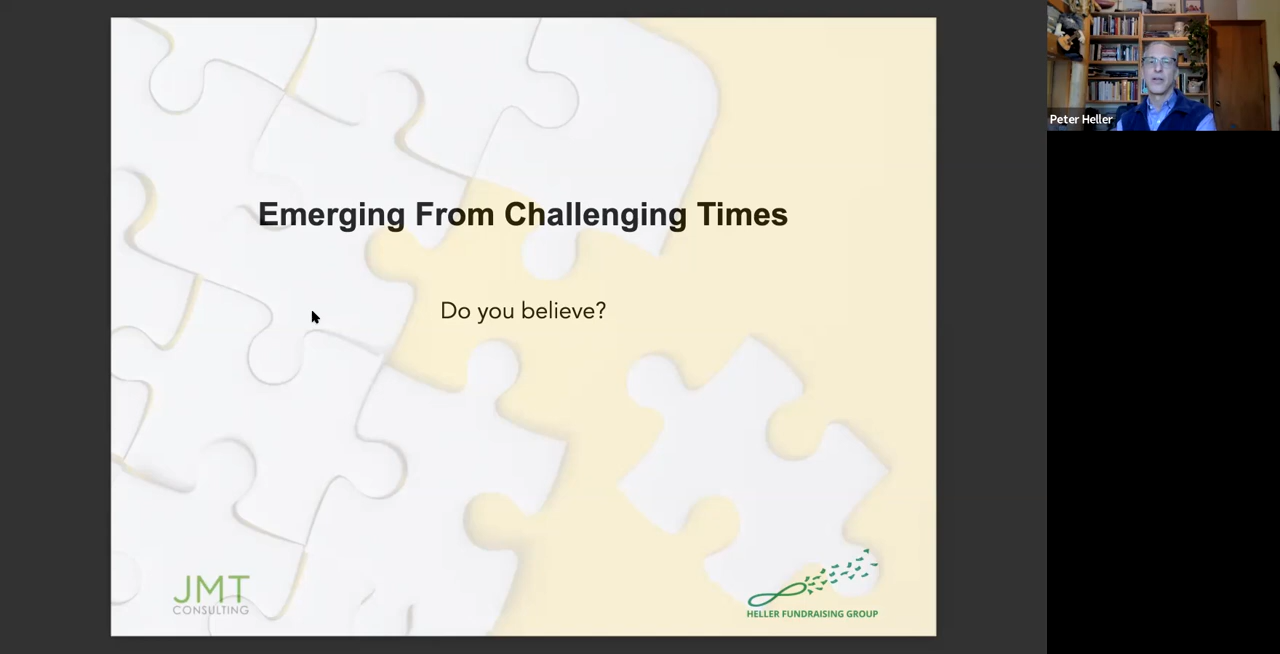 Emerging From Challenging Times
Do you believe?
JMT
CONSULTING
HELLER FUNDRAISING GROUP
Peter Heller